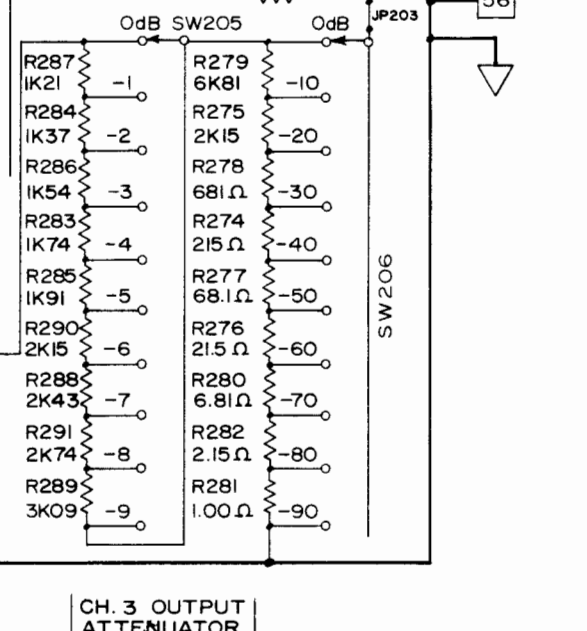 0dB SW205 0dB JP203 56
R287
1K21 -1
R284
1K37 -2
R286
1K54 -3
R283
1K74 -4
R285
1K91 -5
R290
2K15 -6
R288
2K43 -7
R291
2K74 -8
R289
3K09 -9
R279
6K81 -10
R275
2K15 -20
R278
681Ω -30
R274
215Ω -40
R277
68.1Ω -50
R276
21.5Ω -60
R280
6.81Ω -70
R282
2.15Ω -80
R281
1.00Ω -90
SW206
CH. 3 OUTPUT
ATTENUATOR